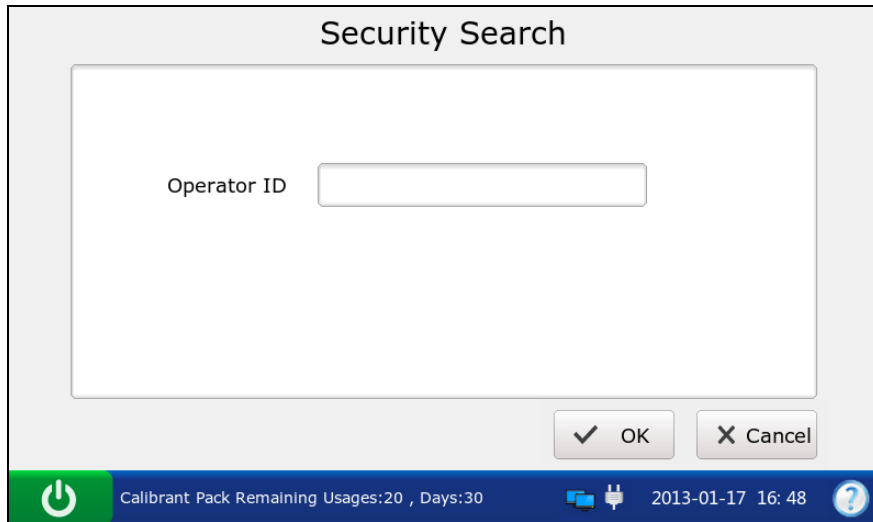 Security Search
Operator ID
OK
Cancel
Calibrant Pack Remaining Usages:20 , Days:30
2013-01-17 16: 48
?